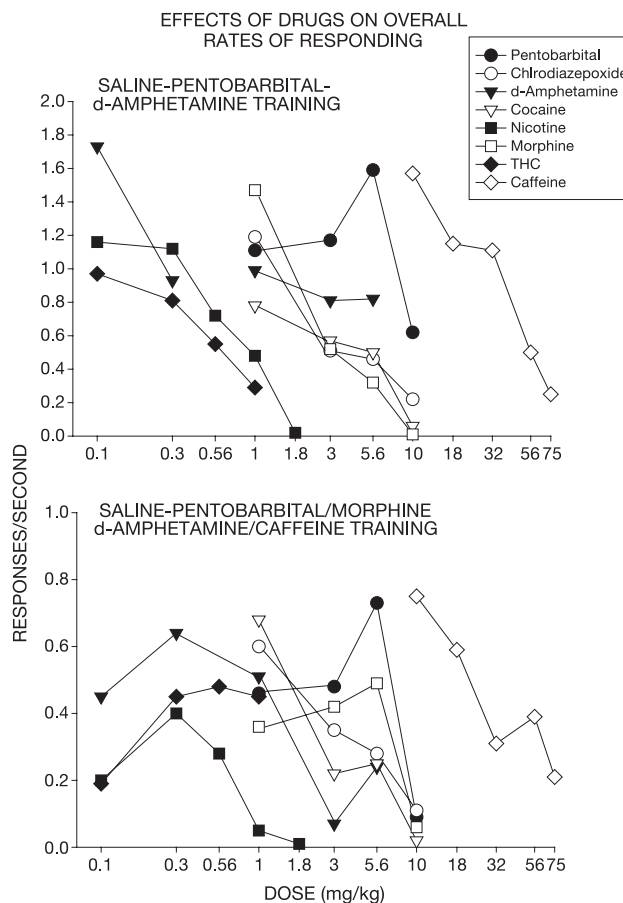 EFFECTS OF DRUGS ON OVERALL
RATES OF RESPONDING
Pentobarbital
Chlrodiazepoxide
d-Amphetamine
Cocaine
Nicotine
Morphine
THC
Caffeine
SALINE-PENTOBARBITAL-
d-AMPHETAMINE TRAINING
2.0
1.8
1.6
1.4
1.2
1.0
0.8
0.6
0.4
0.2
0.0
0.1 0.3 0.56 1 1.8 3 5.6 10 18 32 56 75
SALINE-PENTOBARBITAL/MORPHINE
d-AMPHETAMINE/CAFFEINE TRAINING
1.0
0.8
0.6
0.4
0.2
0.0
0.1 0.3 0.56 1 1.8 3 5.6 10 18 32 56 75
RESPONSES/SECOND
DOSE (mg/kg)